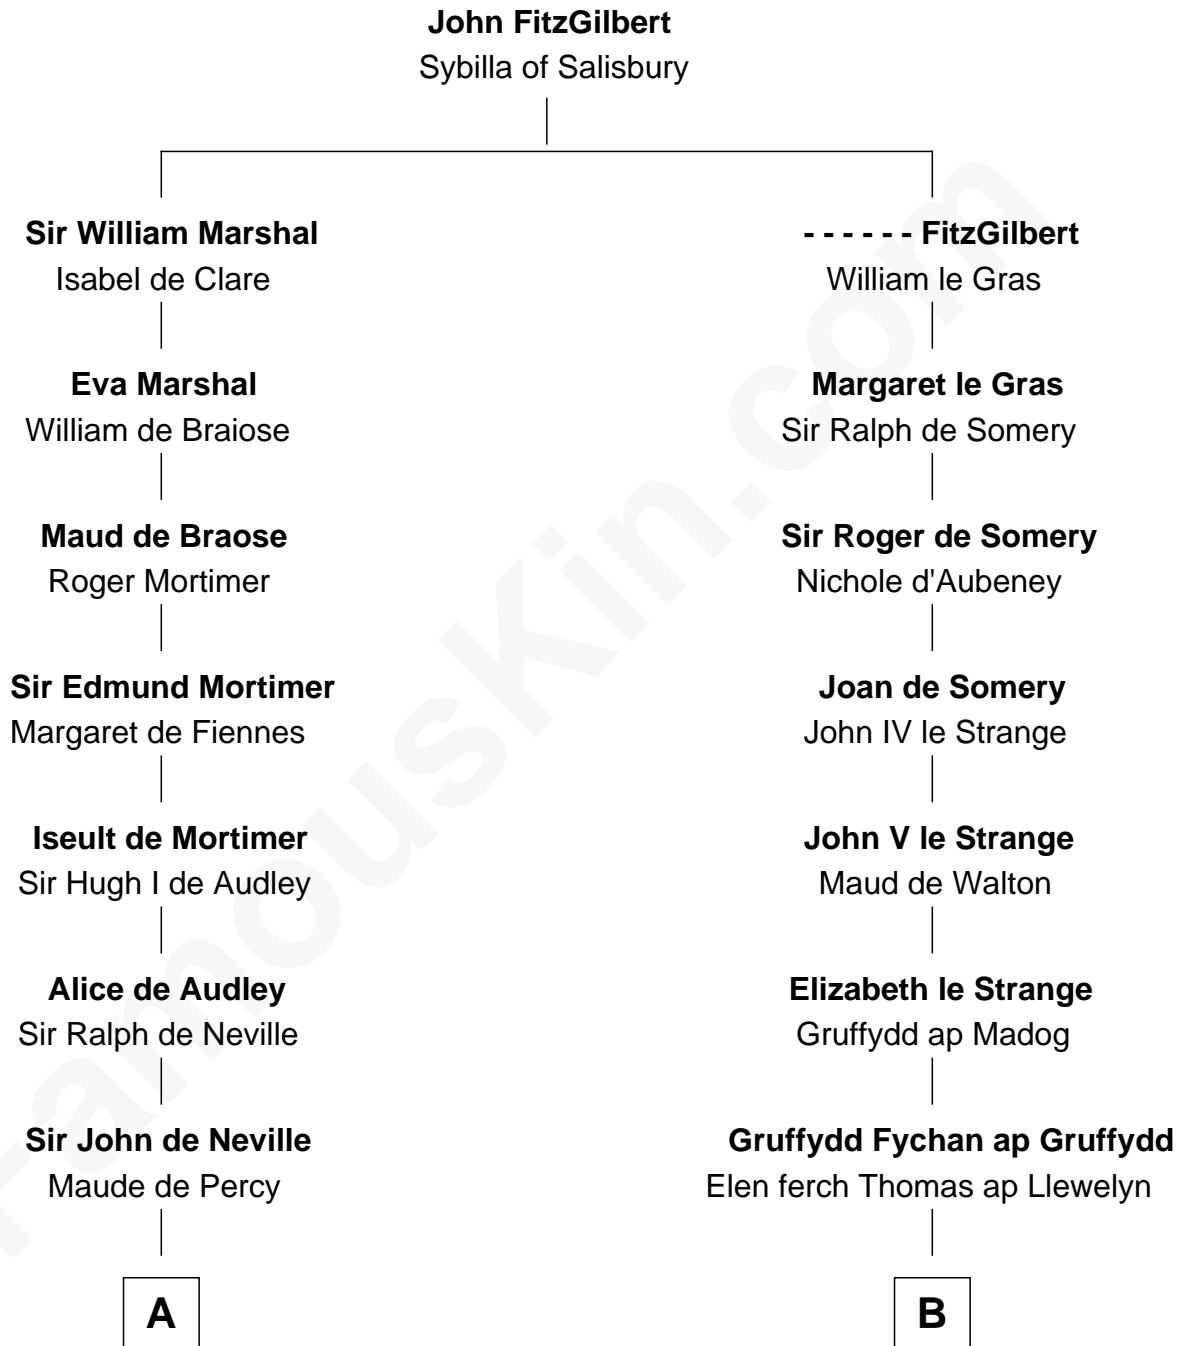 John FitzGilbert
Sybilla of Salisbury
Sir William Marshal
Isabel de Clare
- - - - - - FitzGilbert
William le Gras
Eva Marshal
William de Braiose
Margaret le Gras
Sir Ralph de Somery
Maud de Braose
Roger Mortimer
Sir Roger de Somery
Nichole d'Aubeney
Sir Edmund Mortimer
Margaret de Fiennes
Joan de Somery
John IV le Strange
Iseult de Mortimer
Sir Hugh I de Audley
John V le Strange
Maud de Walton
Alice de Audley
Sir Ralph de Neville
Elizabeth le Strange
Gruffydd ap Madog
Sir John de Neville
Maude de Percy
Gruffydd Fychan ap Gruffydd
Elen ferch Thomas ap Llewelyn
A
B
FamousKin.com